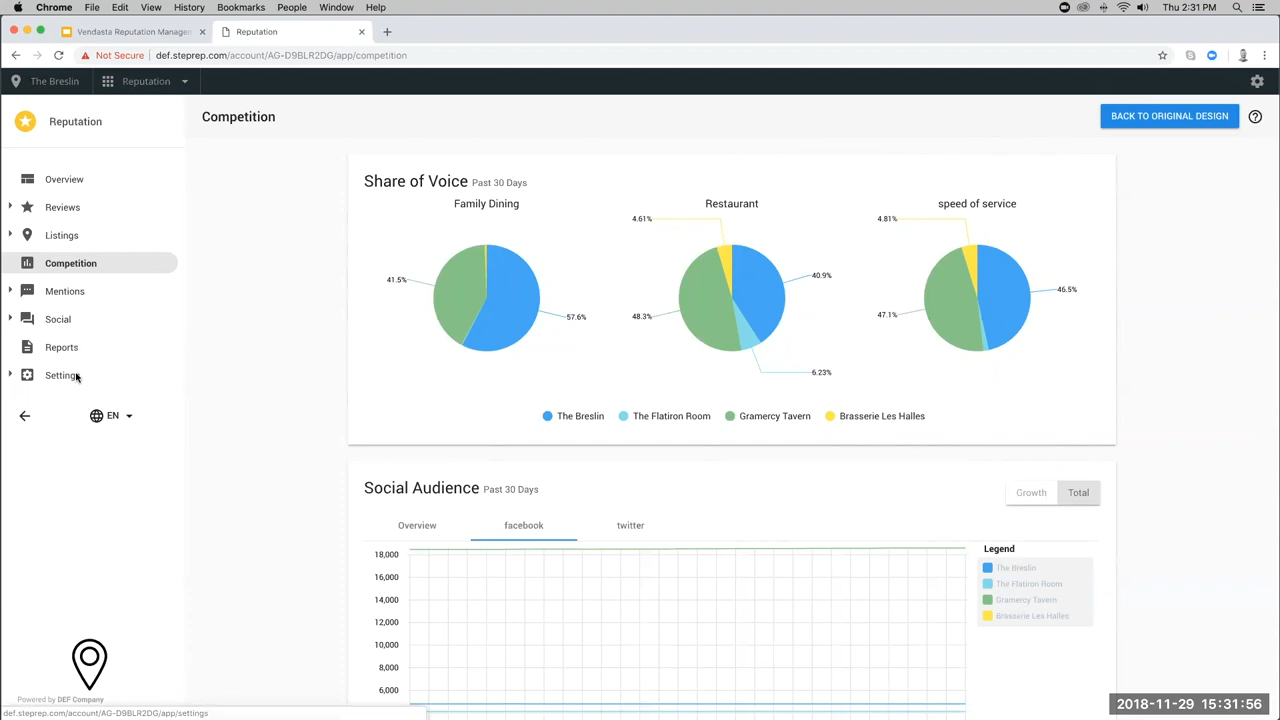 Chrome File Edit View History Bookmarks People Window Help Thu 2:31 PM
Vendasta Reputation Manager × Reputation × +
Not Secure def.steprep.com/account/AG-D9BLR2DG/app/competition
The Breslin Reputation
Reputation
Competition
BACK TO ORIGINAL DESIGN
Overview
Reviews
Listings
Competition
Mentions
Social
Reports
Settings
EN
Share of Voice Past 30 Days
Family Dining Restaurant speed of service
4.61% 4.81%
41.5% 57.6%
40.9% 48.3% 6.23%
46.5% 47.1%
The Breslin The Flatiron Room Gramercy Tavern Brasserie Les Halles
Social Audience Past 30 Days
Growth Total
Overview facebook twitter
18,000
16,000
14,000
12,000
10,000
8,000
6,000
Legend
The Breslin
The Flatiron Room
Gramercy Tavern
Brasserie Les Halles
Powered by DEF Company
def.steprep.com/account/AG-D9BLR2DG/app/settings
2018-11-29 15:31:56